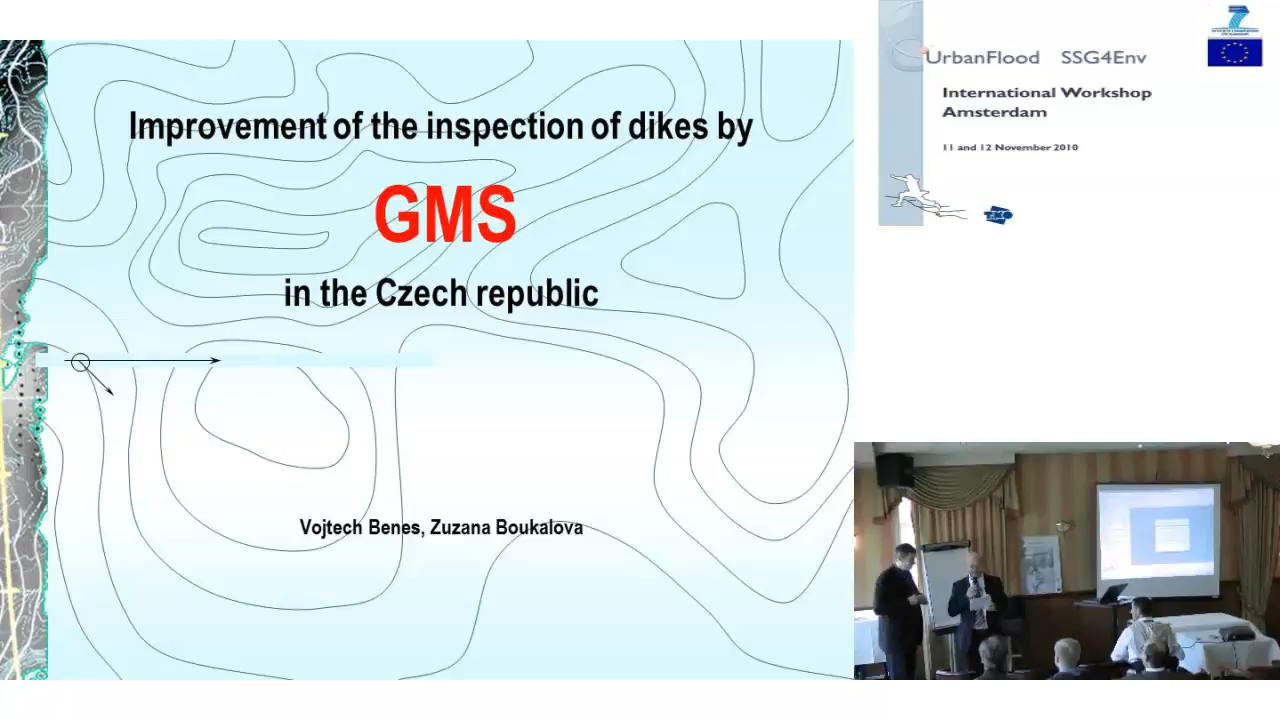 Improvement of the inspection of dikes by
GMS
in the Czech republic
Vojtech Benes, Zuzana Boukalova
UrbanFlood SSG4Env
International Workshop
Amsterdam
11 and 12 November 2010